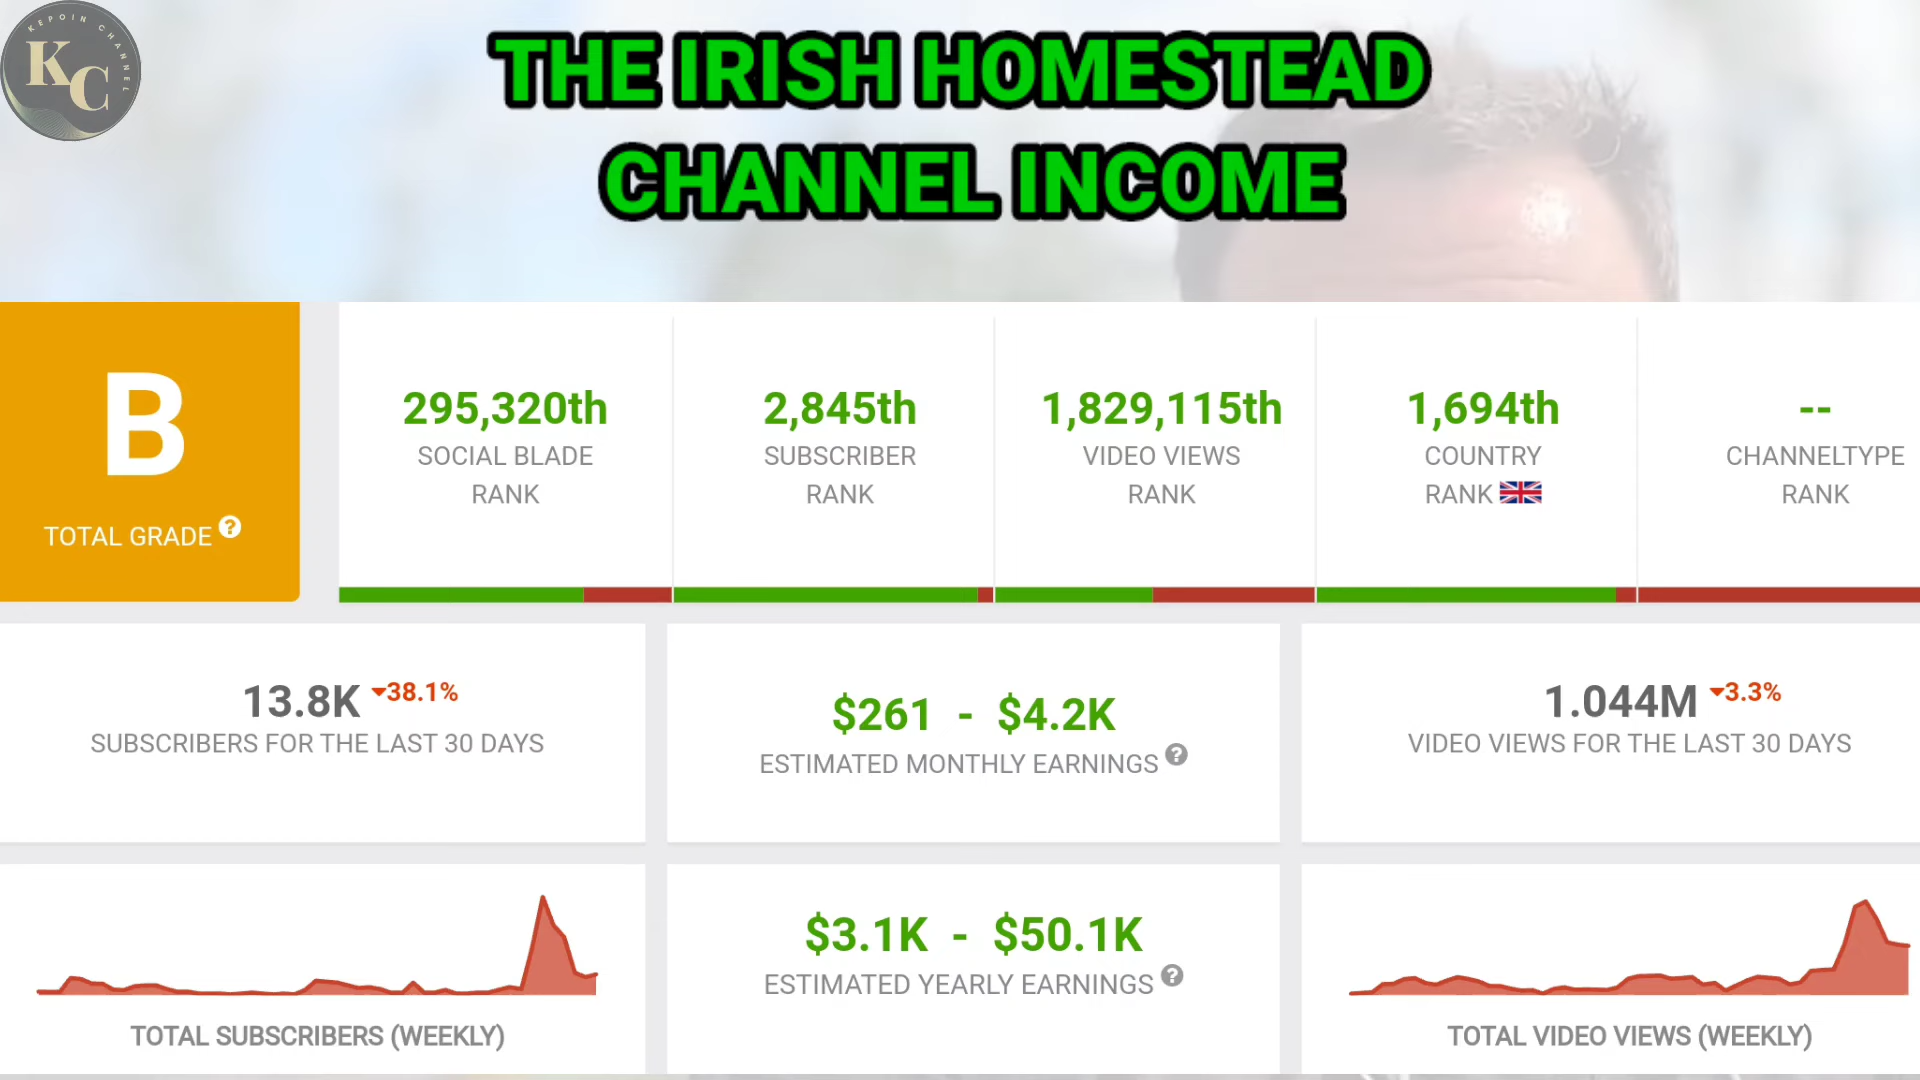 KEPOIN CHANNEL
KC
THE IRISH HOMESTEAD
CHANNEL INCOME
B
TOTAL GRADE ?
295,320th
SOCIAL BLADE
RANK
2,845th
SUBSCRIBER
RANK
1,829,115th
VIDEO VIEWS
RANK
1,694th
COUNTRY
RANK
--
CHANNELTYPE
RANK
13.8K 38.1%
SUBSCRIBERS FOR THE LAST 30 DAYS
$261 - $4.2K
ESTIMATED MONTHLY EARNINGS ?
1.044M 3.3%
VIDEO VIEWS FOR THE LAST 30 DAYS
TOTAL SUBSCRIBERS (WEEKLY)
$3.1K - $50.1K
ESTIMATED YEARLY EARNINGS ?
TOTAL VIDEO VIEWS (WEEKLY)